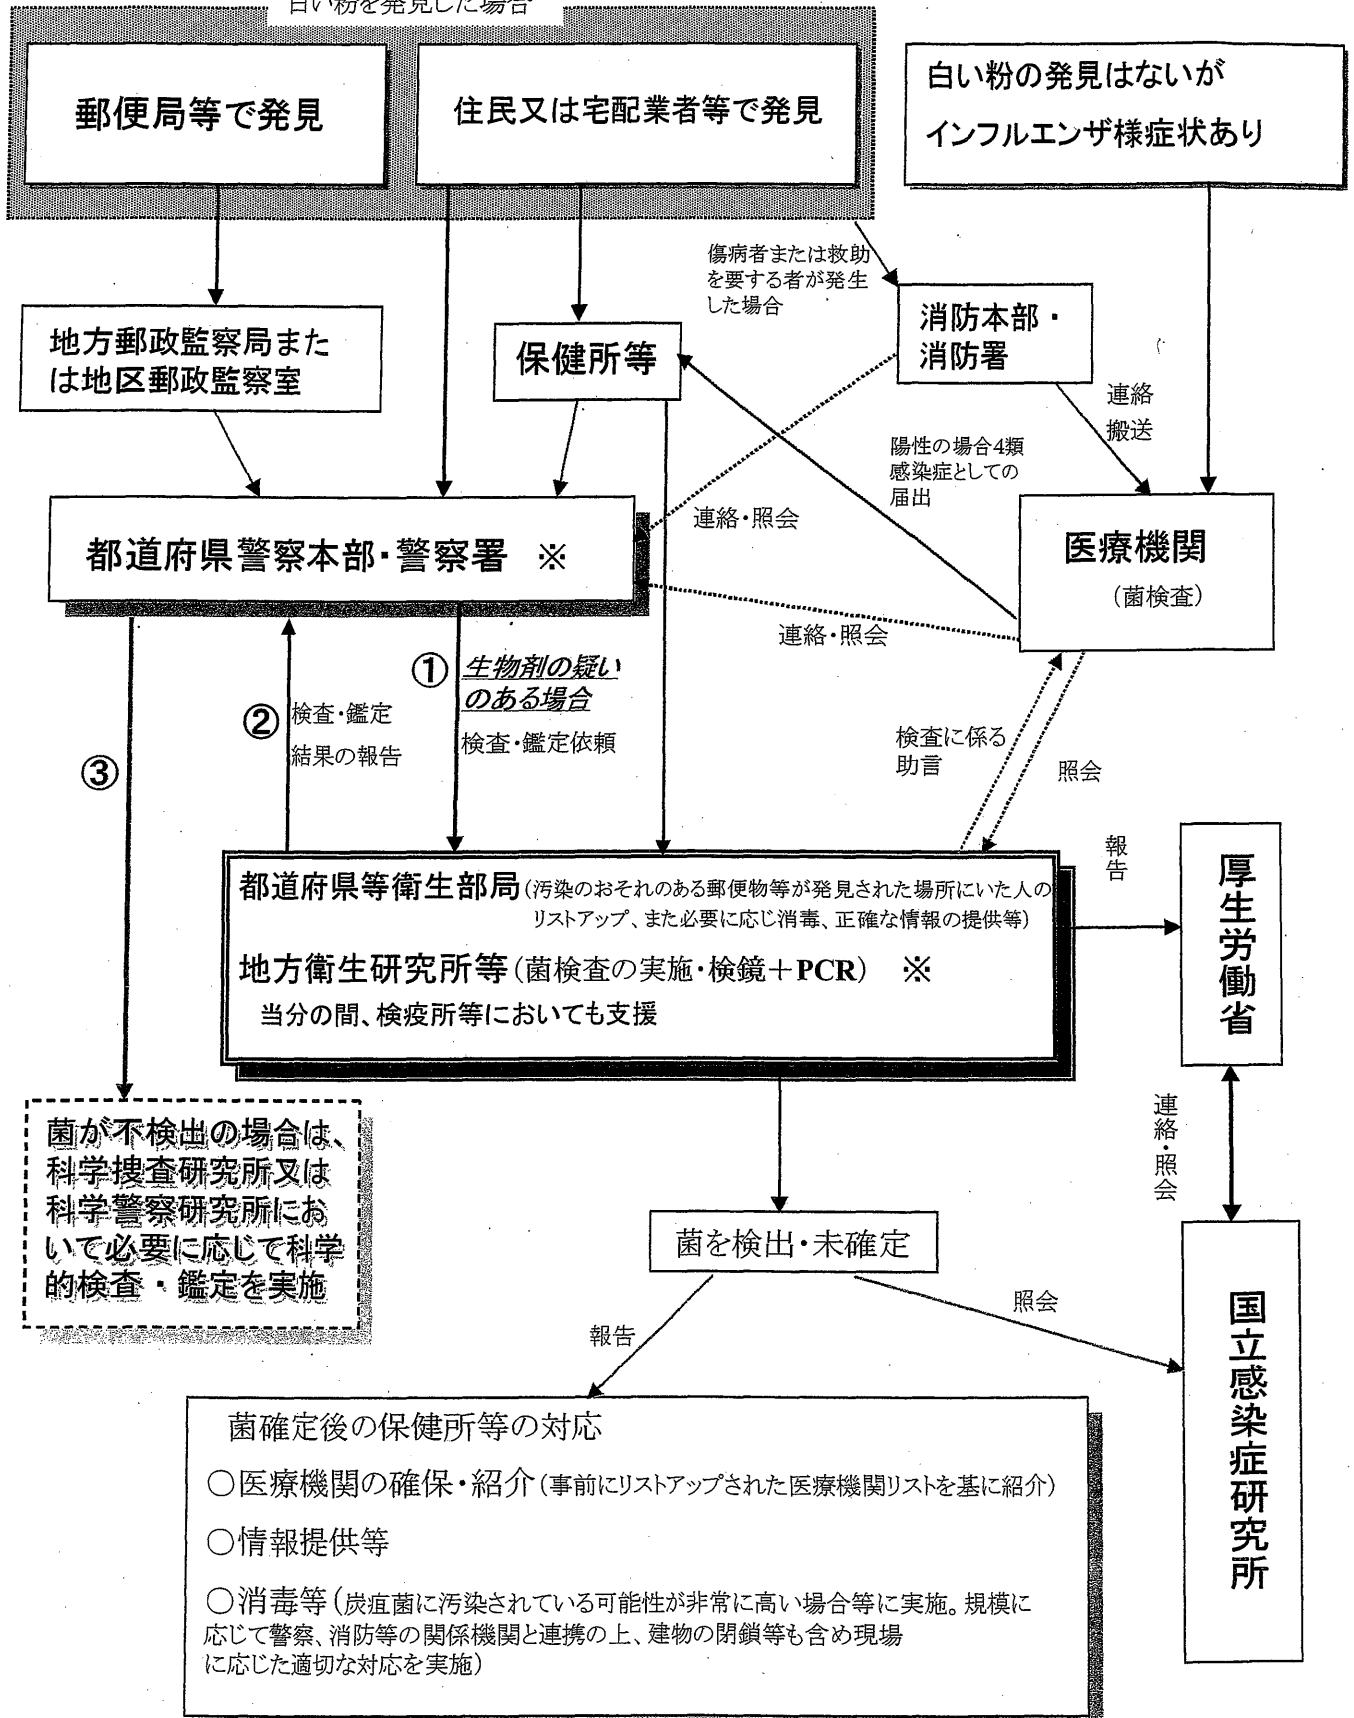 白い粉を発見した場合
郵便局等で発見
住民又は宅配業者等で発見
白い粉の発見はないが
インフルエンザ様症状あり
傷病者または救助
を要する者が発生
した場合
地方郵政監察局また
は地区郵政監察室
保健所等
消防本部・
消防署
連絡
搬送
陽性の場合4類
感染症としての
届出
連絡・照会
都道府県警察本部・警察署 ※
医療機関
(菌検査)
連絡・照会
① 生物剤の疑い
のある場合
検査・鑑定依頼
② 検査・鑑定
結果の報告
③
検査に係る
助言
照会
報告
都道府県等衛生部局(汚染のおそれのある郵便物等が発見された場所にいた人の
リストアップ、また必要に応じ消毒、正確な情報の提供等)
地方衛生研究所等(菌検査の実施・検鏡+PCR) ※
当分の間、検疫所等においても支援
厚生労働省
連絡・照会
菌が不検出の場合は、
科学捜査研究所又は
科学警察研究所にお
いて必要に応じて科学
的検査・鑑定を実施
菌を検出・未確定
報告
照会
国立感染症研究所
菌確定後の保健所等の対応
○医療機関の確保・紹介(事前にリストアップされた医療機関リストを基に紹介)
○情報提供等
○消毒等(炭疽菌に汚染されている可能性が非常に高い場合等に実施。規模に
応じて警察、消防等の関係機関と連携の上、建物の閉鎖等も含め現場
に応じた適切な対応を実施)